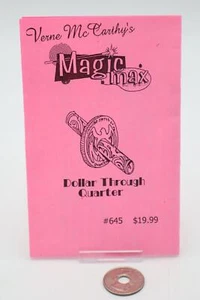 Verne McCarthy's
Magic
max
Dollar Through
Quarter
#645 $19.99